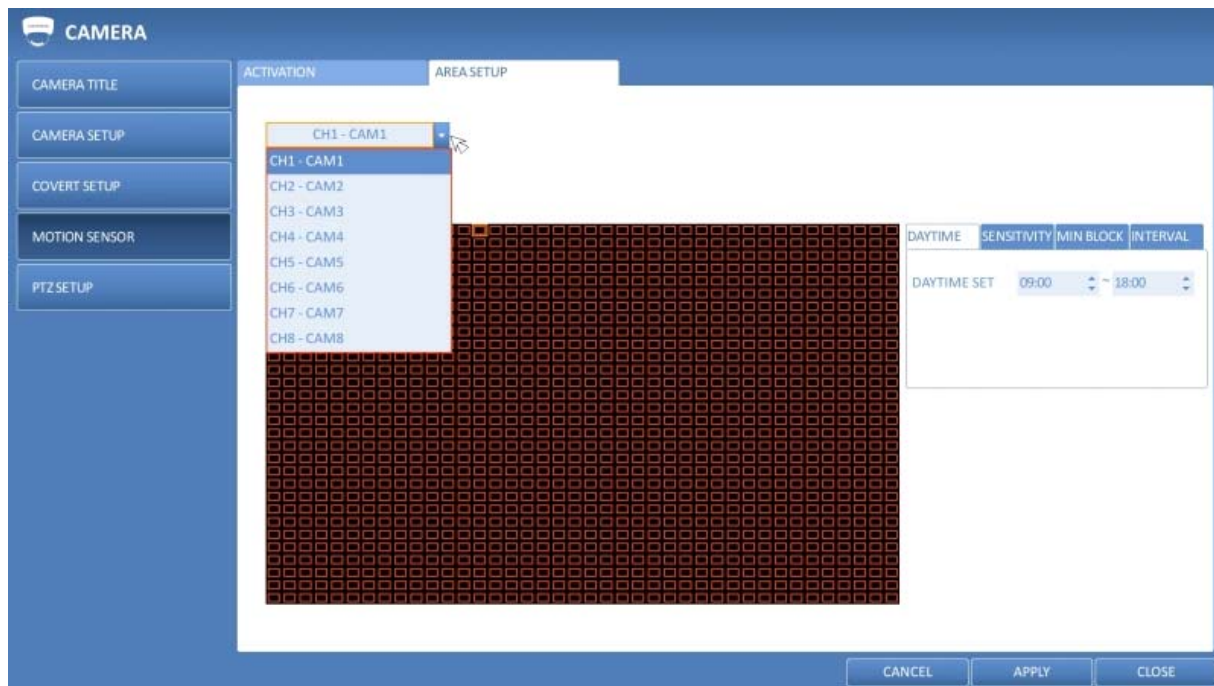 CAMERA
CAMERA TITLE
CAMERA SETUP
COVERT SETUP
MOTION SENSOR
PTZ SETUP
ACTIVATION
AREA SETUP
CH1 - CAM1
CH1 - CAM1
CH2 - CAM2
CH3 - CAM3
CH4 - CAM4
CH5 - CAM5
CH6 - CAM6
CH7 - CAM7
CH8 - CAM8
DAYTIME SENSITIVITY MIN BLOCK INTERVAL
DAYTIME SET 09:00 ~ 18:00
CANCEL APPLY CLOSE